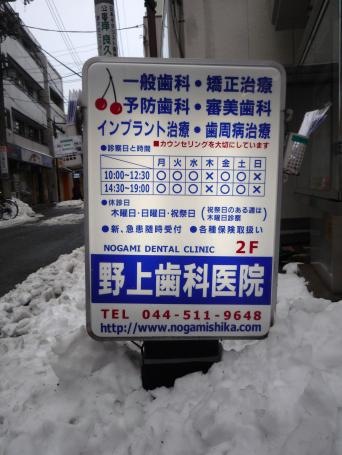 一般歯科・矯正治療
予防歯科・審美歯科
インプラント治療・歯周病治療
●診察日と時間 ■カウンセリングを大切にしています
月 火 水 木 金 土 日
10:00~12:30 ○ ○ ○ × ○ ○ ×
14:30~19:00 ○ ○ ○ × ○ ○ ×
●休診日
木曜日・日曜日・祝祭日 (祝祭日のある週は木曜日診療)
●新、急患随時受付 ●各種保険取扱い
NOGAMI DENTAL CLINIC 2F
野上歯科医院
TEL 044-511-9648
http://www.nogamishika.com